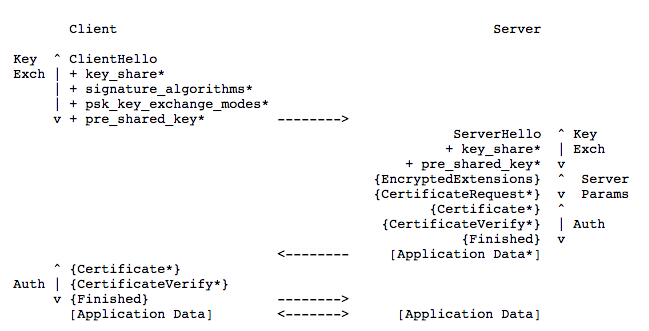 Client                                               Server

Key  ^ ClientHello
Exch | + key_share*
     | + signature_algorithms*
     | + psk_key_exchange_modes*
     v + pre_shared_key*         -------->
                                                       ServerHello  ^ Key
                                                      + key_share*  | Exch
                                                 + pre_shared_key*  v
                                             {EncryptedExtensions}  ^  Server
                                             {CertificateRequest*}  v  Params
                                                    {Certificate*}  ^
                                              {CertificateVerify*}  | Auth
                                                        {Finished}  v
                                 <--------     [Application Data*]
     ^ {Certificate*}
Auth | {CertificateVerify*}
     v {Finished}                -------->
       [Application Data]        <------->      [Application Data]